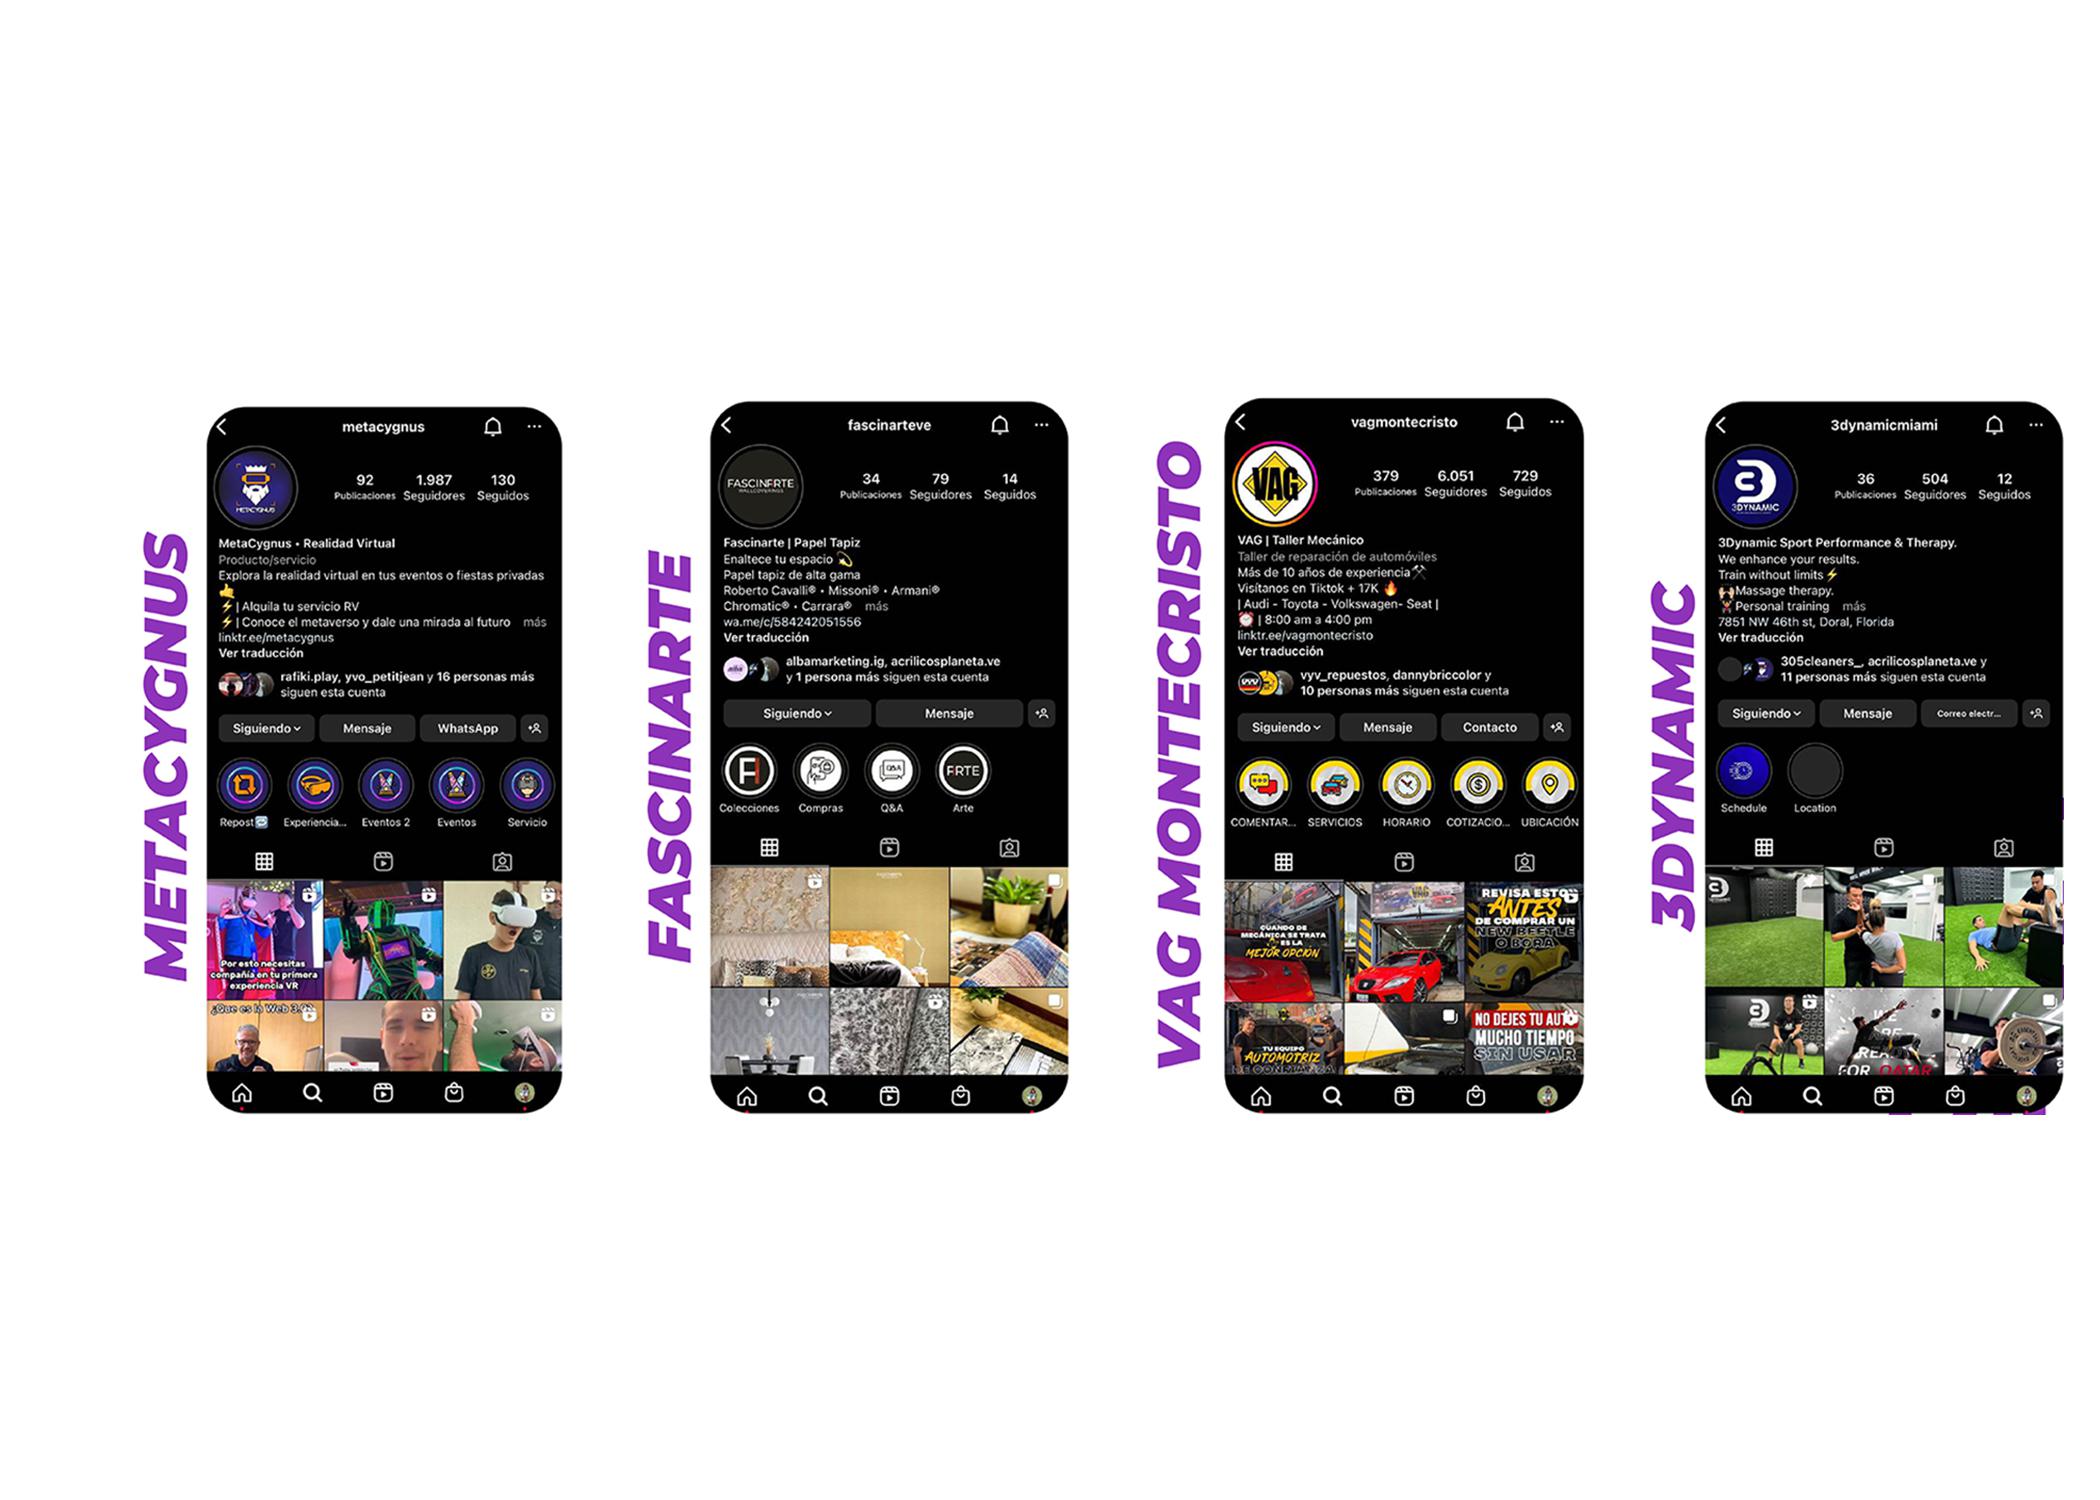 METACYGNUS
metacygnus
METACYGNUS
92
1.987
130
Publicaciones
Seguidores
Seguidos
MetaCygnus • Realidad Virtual
Producto/servicio
Explora la realidad virtual en tus eventos o fiestas privadas
🤙
⚡| Alquila tu servicio RV
⚡| Conoce el metaverso y dale una mirada al futuro más
linktr.ee/metacygnus
Ver traducción
rafiki.play, yvo_petitjean y 16 personas más
siguen esta cuenta
Siguiendo
Mensaje
WhatsApp
Repost🔁
Experiencia...
Eventos 2
Eventos
Servicio
Por esto necesitas
compañía en tu primera
experiencia VR
¿Que es la Web 3.0?
FASCINARTE
fascinarteve
FASCINARTE
WALLCOVERINGS
34
79
14
Publicaciones
Seguidores
Seguidos
Fascinarte | Papel Tapiz
Enaltece tu espacio 💫
Papel tapiz de alta gama
Roberto Cavalli® • Missoni® • Armani®
Chromatic® • Carrara® más
wa.me/c/584242051556
Ver traducción
albamarketing.ig, acrilicosplaneta.ve
y 1 persona más siguen esta cuenta
Siguiendo
Mensaje
Q&A
ARTE
Colecciones
Compras
Q&A
Arte
VAG MONTECRISTO
vagmontecristo
VAG
379
6.051
729
Publicaciones
Seguidores
Seguidos
VAG | Taller Mecánico
Taller de reparación de automóviles
Más de 10 años de experiencia⚒
Visítanos en Tiktok + 17K 🔥
| Audi - Toyota - Volkswagen- Seat |
⏰ | 8:00 am a 4:00 pm
linktr.ee/vagmontecristo
Ver traducción
vyv_repuestos, dannybriccolor y
10 personas más siguen esta cuenta
Siguiendo
Mensaje
Contacto
COMENTAR...
SERVICIOS
HORARIO
COTIZACIO...
UBICACIÓN
CUANDO DE
MECÁNICA SE TRATA
ES LA
MEJOR OPCIÓN
REVISA ESTO
ANTES
DE COMPRAR UN
NEW BEETLE
O BORA
TU EQUIPO
AUTOMOTRIZ
DE CONFIANZA
NO DEJES TU AUTO
MUCHO TIEMPO
SIN USAR
3DYNAMIC
3dynamicmiami
3DYNAMIC
36
504
12
Publicaciones
Seguidores
Seguidos
3Dynamic Sport Performance & Therapy.
We enhance your results.
Train without limits⚡
🙌Massage therapy.
🏋Personal training más
7851 NW 46th st, Doral, Florida
Ver traducción
305cleaners_, acrilicosplaneta.ve y
11 personas más siguen esta cuenta
Siguiendo
Mensaje
Correo electr...
Schedule
Location
WE
ARE
READY
FOR QATAR